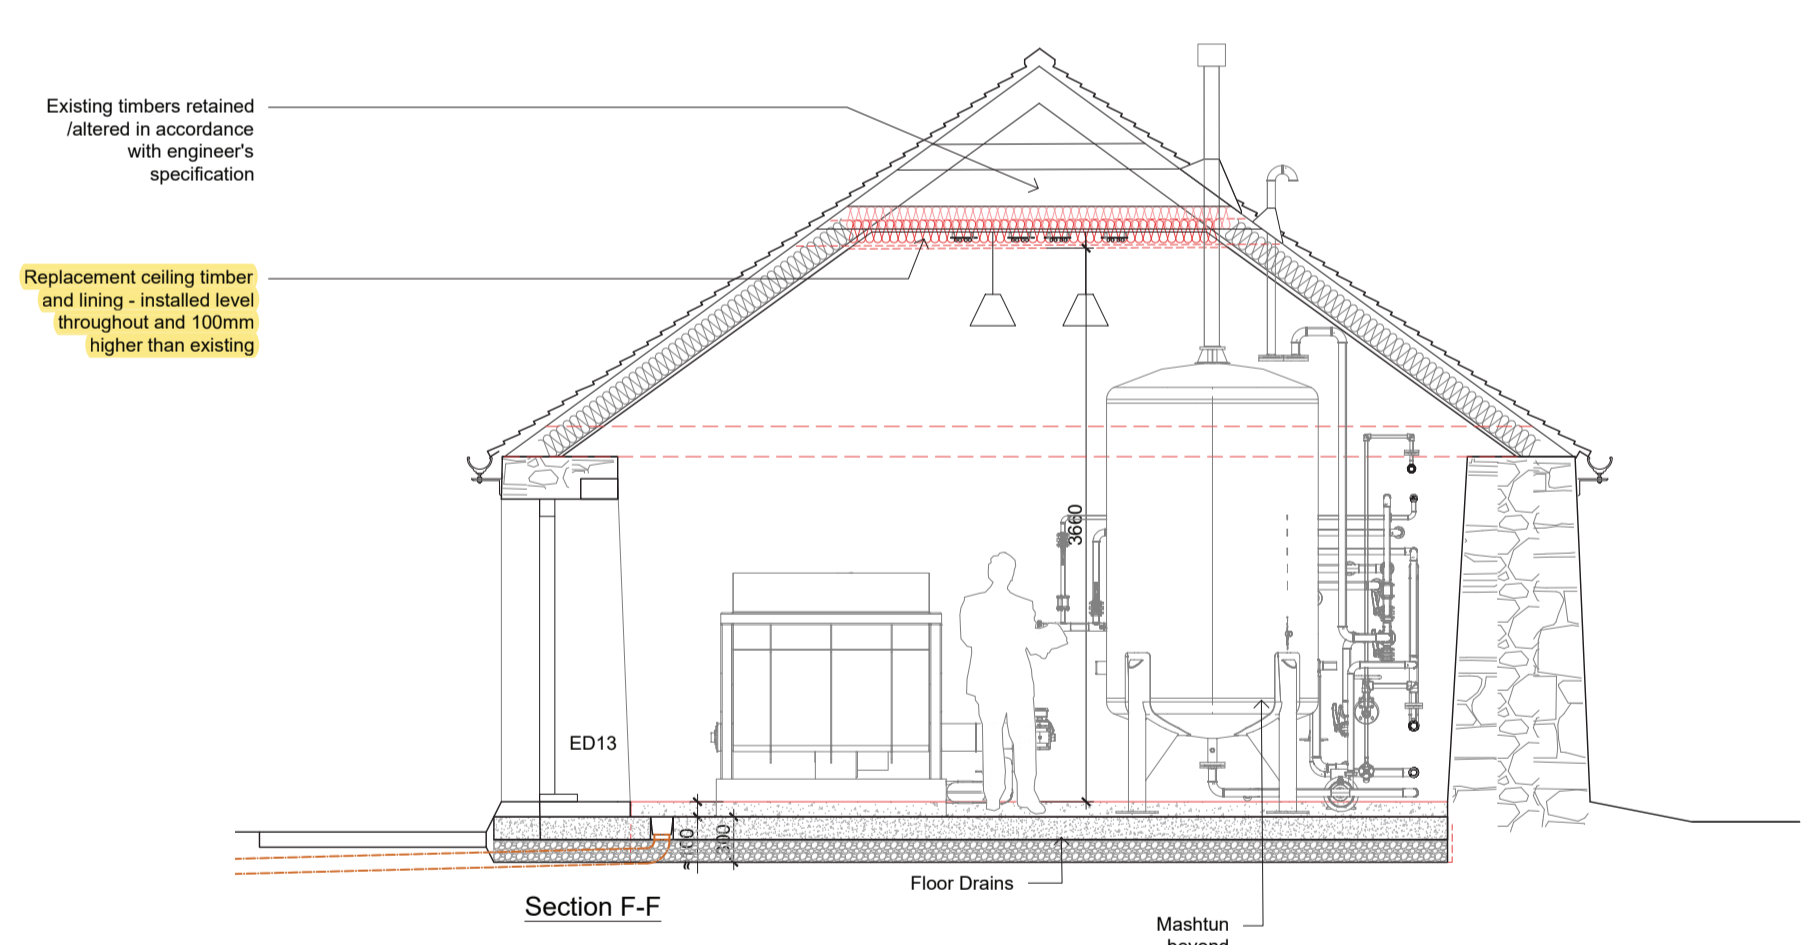 Existing timbers retained
/altered in accordance
with engineer's
specification
Replacement ceiling timber
and lining - installed level
throughout and 100mm
higher than existing
3660
ED13
300
Floor Drains
Section F-F
Mashtun
beyond